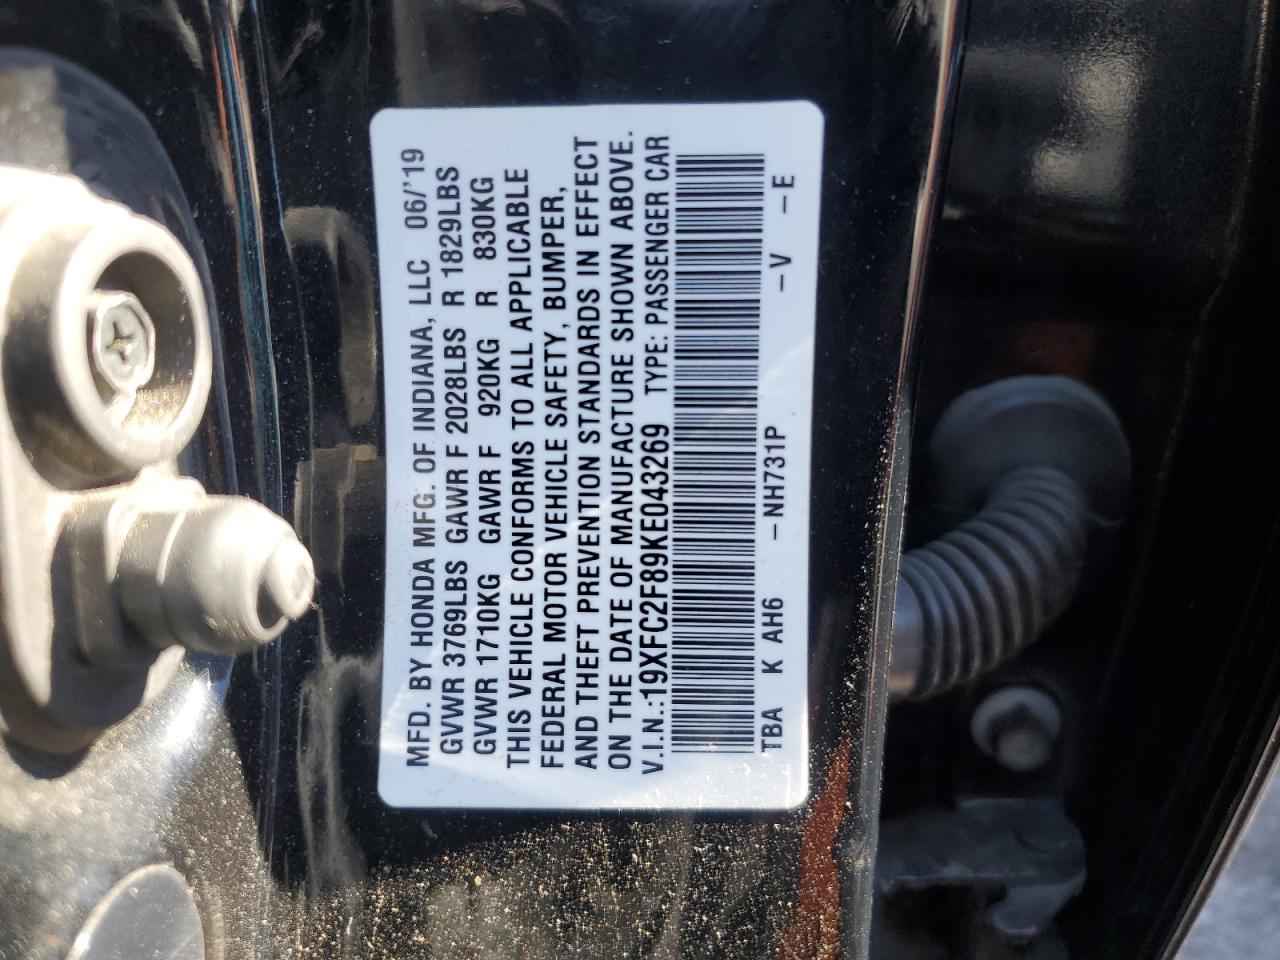 MFD. BY HONDA MFG. OF INDIANA, LLC 06/'19
GVWR 3769LBS GAWR F 2028LBS R 1829LBS
GVWR 1710KG GAWR F 920KG R 830KG
THIS VEHICLE CONFORMS TO ALL APPLICABLE
FEDERAL MOTOR VEHICLE SAFETY, BUMPER,
AND THEFT PREVENTION STANDARDS IN EFFECT
ON THE DATE OF MANUFACTURE SHOWN ABOVE.
V.I.N.:19XFC2F89KE043269 TYPE: PASSENGER CAR
TBA K AH6 -NH731P -V -E